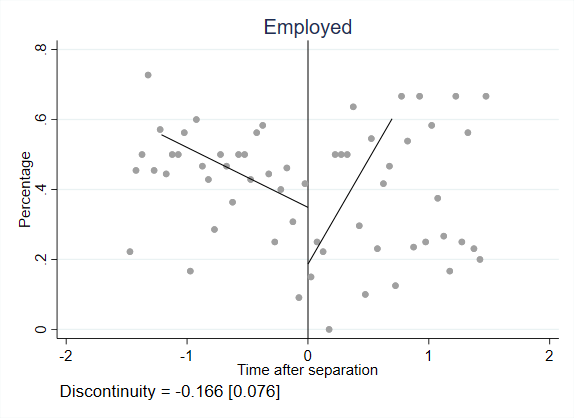 Employed
Percentage
.8
.6
.4
.2
0
-2 -1 0 1 2
Time after separation
Discontinuity = -0.166 [0.076]